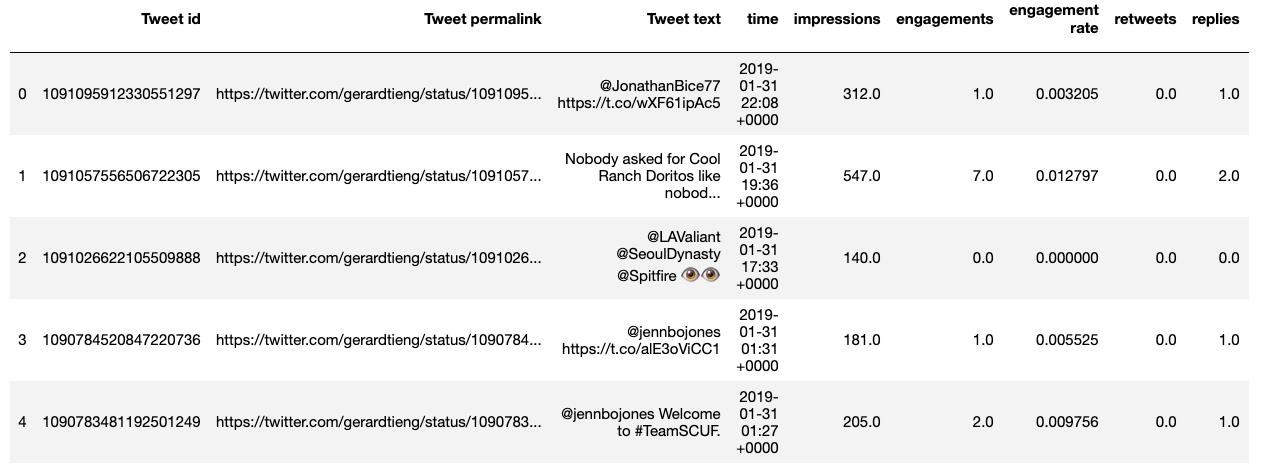 Tweet id Tweet permalink Tweet text time impressions engagements engagement rate retweets replies
0 1091095912330551297 https://twitter.com/gerardtieng/status/1091095... @JonathanBice77 https://t.co/wXF61ipAc5 2019-01-31 22:08 +0000 312.0 1.0 0.003205 0.0 1.0
1 1091057556506722305 https://twitter.com/gerardtieng/status/1091057... Nobody asked for Cool Ranch Doritos like nobod... 2019-01-31 19:36 +0000 547.0 7.0 0.012797 0.0 2.0
2 1091026622105509888 https://twitter.com/gerardtieng/status/1091026... @LAValiant @SeoulDynasty @Spitfire 👁️👁️ 2019-01-31 17:33 +0000 140.0 0.0 0.000000 0.0 0.0
3 1090784520847220736 https://twitter.com/gerardtieng/status/1090784... @jennbojones https://t.co/alE3oViCC1 2019-01-31 01:31 +0000 181.0 1.0 0.005525 0.0 1.0
4 1090783481192501249 https://twitter.com/gerardtieng/status/1090783... @jennbojones Welcome to #TeamSCUF. 2019-01-31 01:27 +0000 205.0 2.0 0.009756 0.0 1.0